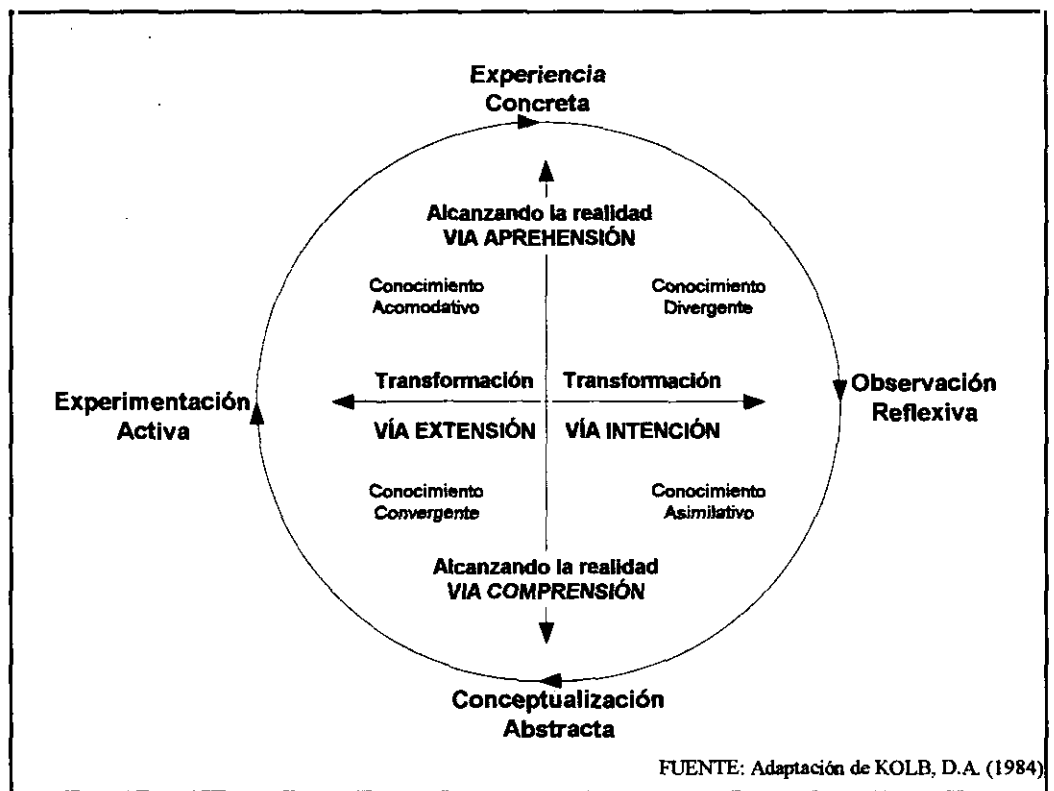 Experiencia
Concreta
Alcanzando la realidad
VIA APREHENSIÓN
Conocimiento
Acomodativo
Conocimiento
Divergente
Experimentación
Activa
Transformación
VÍA EXTENSIÓN
Transformación
VÍA INTENCIÓN
Observación
Reflexiva
Conocimiento
Convergente
Conocimiento
Asimilativo
Alcanzando la realidad
VIA COMPRENSIÓN
Conceptualización
Abstracta
FUENTE: Adaptación de KOLB, D.A. (1984)